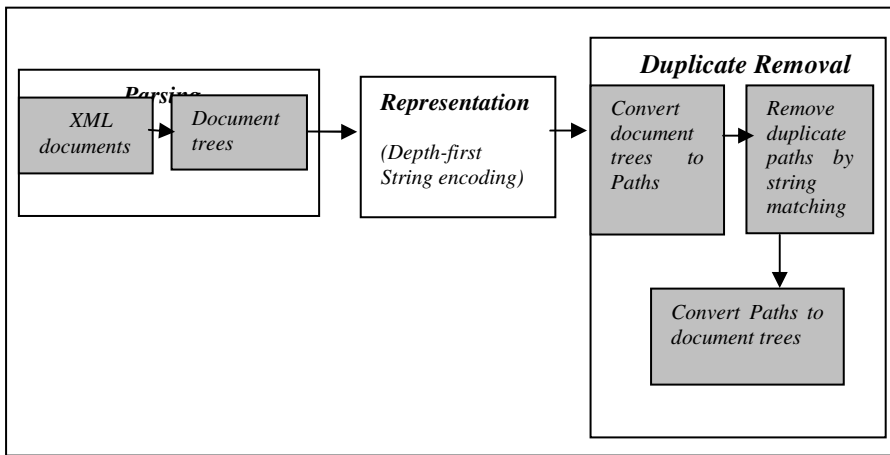 Parsing
XML
documents
Document
trees
Representation
(Depth-first
String encoding)
Duplicate Removal
Convert
document
trees to
Paths
Remove
duplicate
paths by
string
matching
Convert Paths to
document trees